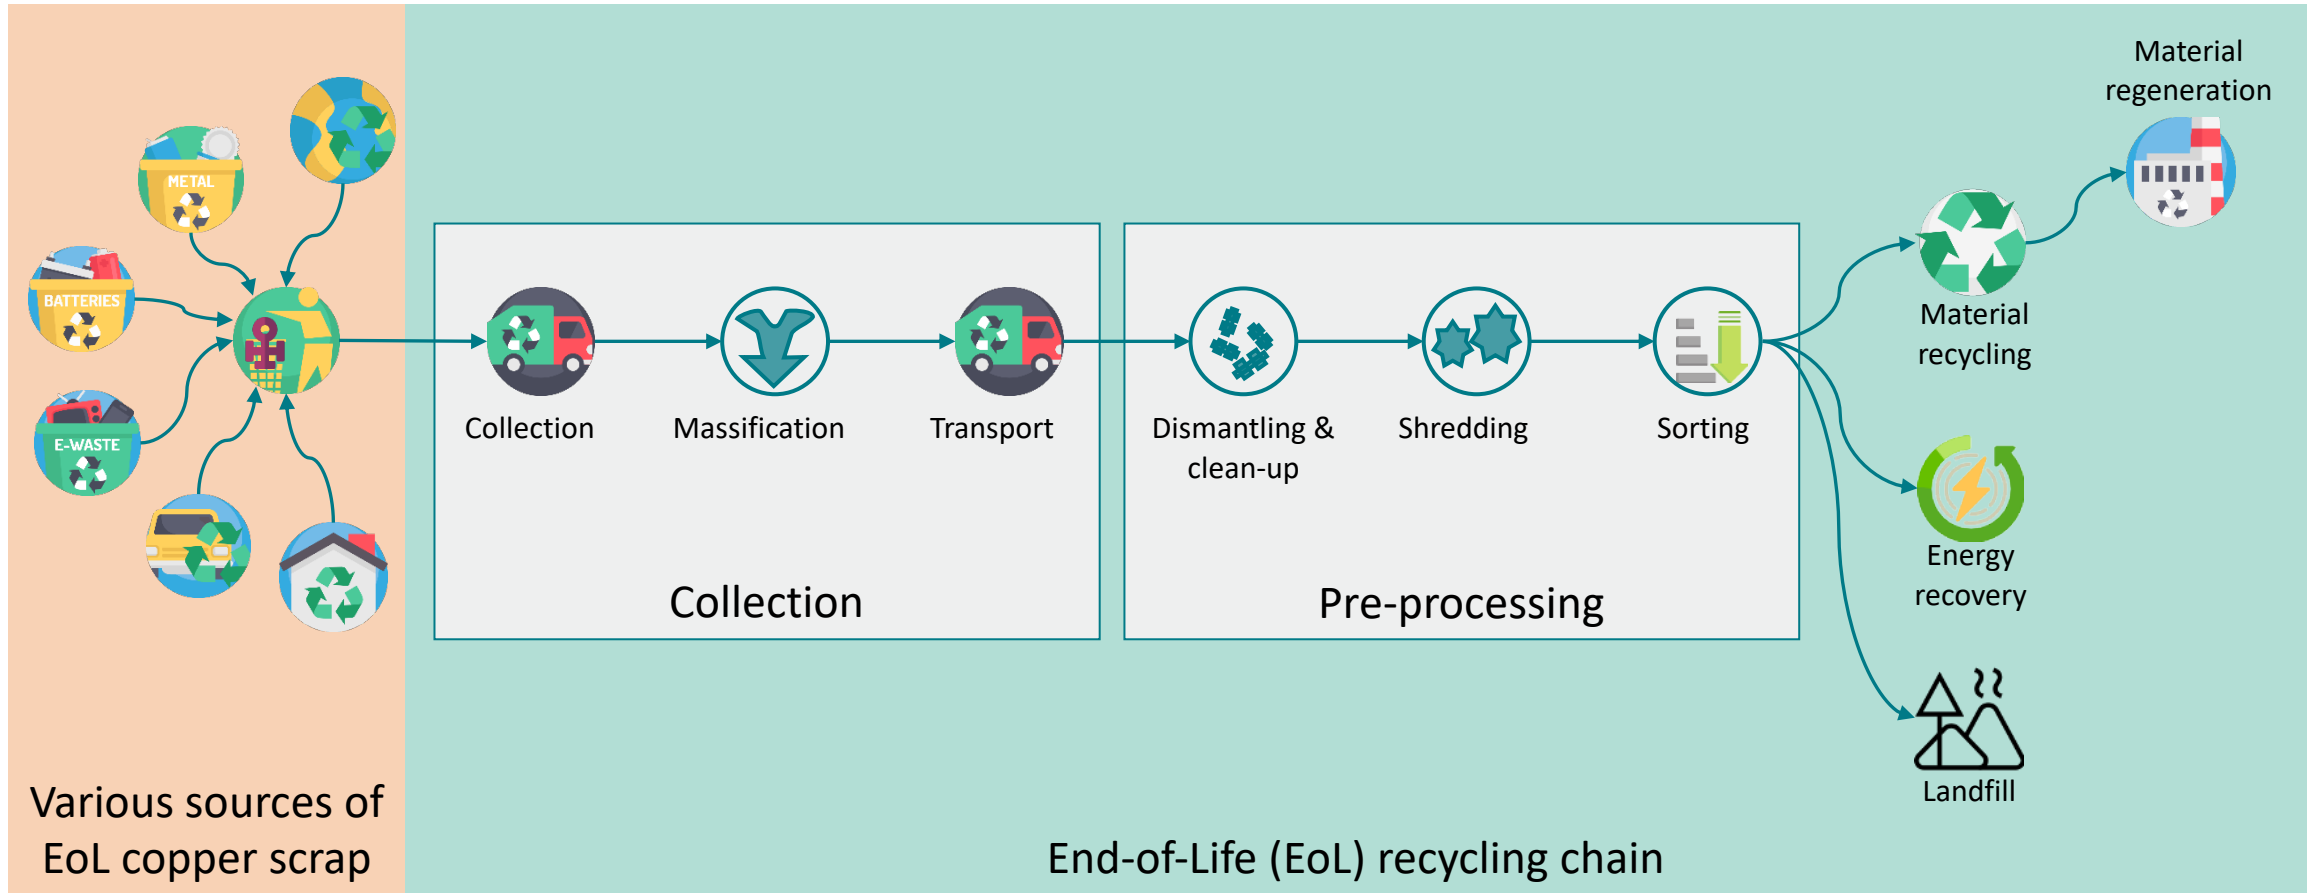 METAL
BATTERIES
E-WASTE
Various sources of
EoL copper scrap
Collection
Massification
Transport
Collection
Dismantling &
clean-up
Shredding
Sorting
Pre-processing
Material
regeneration
Material
recycling
Energy
recovery
Landfill
End-of-Life (EoL) recycling chain